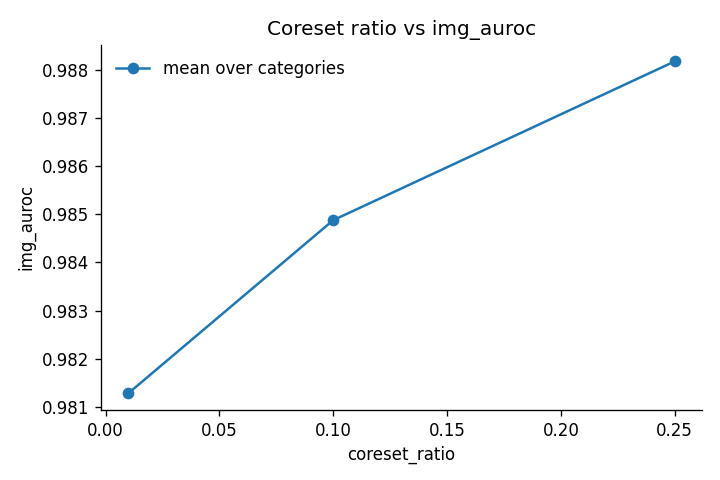 Coreset ratio vs img_auroc
mean over categories
img_auroc
0.988
0.987
0.986
0.985
0.984
0.983
0.982
0.981
0.00 0.05 0.10 0.15 0.20 0.25
coreset_ratio